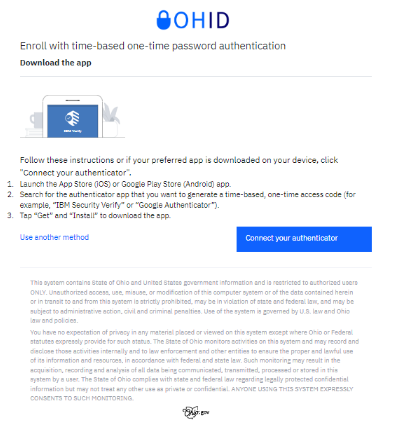 OHID
Enroll with time-based one-time password authentication
Download the app
IBM Verify
Follow these instructions or if your preferred app is downloaded on your device, click
"Connect your authenticator".
1. Launch the App Store (iOS) or Google Play Store (Android) app.
2. Search for the authenticator app that you want to generate a time-based, one-time access code (for
example, "IBM Security Verify" or "Google Authenticator").
3. Tap "Get" and "Install" to download the app.
Use another method
Connect your authenticator
This system contains State of Ohio and United States government information and is restricted to authorized users
ONLY. Unauthorized access, use, misuse, or modification of this computer system or of the data contained herein
or in transit to and from this system is strictly prohibited, may be in violation of state and federal law, and may be
subject to administrative action, civil and criminal penalties. Use of the system is governed by U.S. law and Ohio
law and policies.
You have no expectation of privacy in any material placed or viewed on this system except where Ohio or Federal
statutes expressly provide for such status. The State of Ohio monitors activities on this system and may record and
disclose those activities internally and to law enforcement and other entities to ensure the proper and lawful use
of its information and resources, in accordance with federal and state law. Such monitoring may result in the
acquisition, recording and analysis of all data being communicated, transmitted, processed or stored in this
system by a user. The State of Ohio complies with state and federal law regarding legally protected confidential
information but may not treat any other use as private or confidential. ANYONE USING THIS SYSTEM EXPRESSLY
CONSENTS TO SUCH MONITORING.